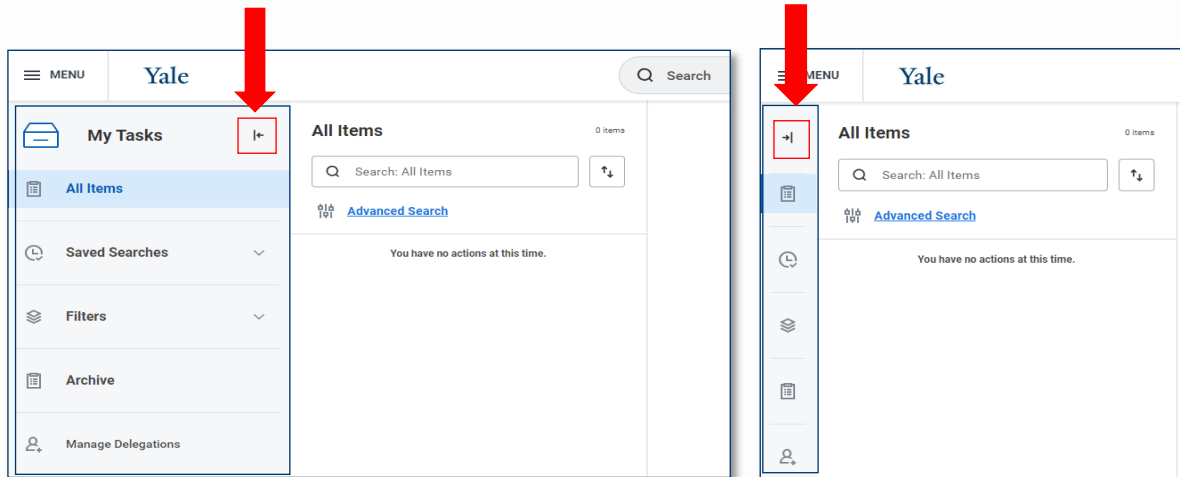 MENU
Yale
Search
My Tasks
All Items
Saved Searches
Filters
Archive
Manage Delegations
All Items
0 items
Search: All Items
Advanced Search
You have no actions at this time.
MENU
Yale
All Items
0 items
Search: All Items
Advanced Search
You have no actions at this time.